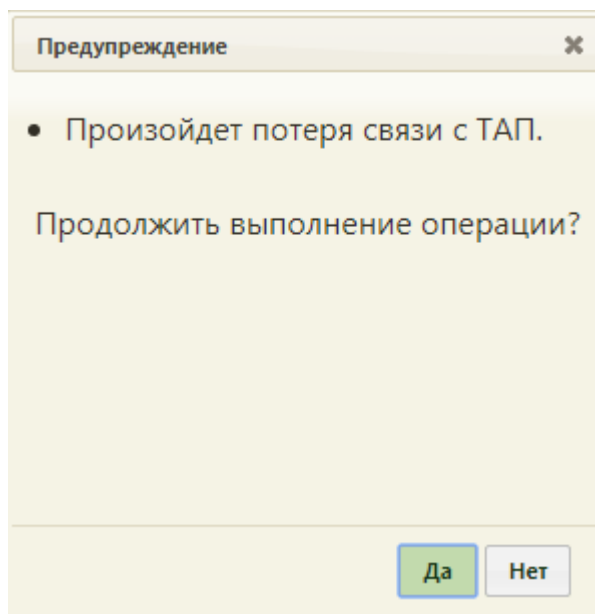 Предупреждение
• Произойдет потеря связи с ТАП.
Продолжить выполнение операции?
Да Нет